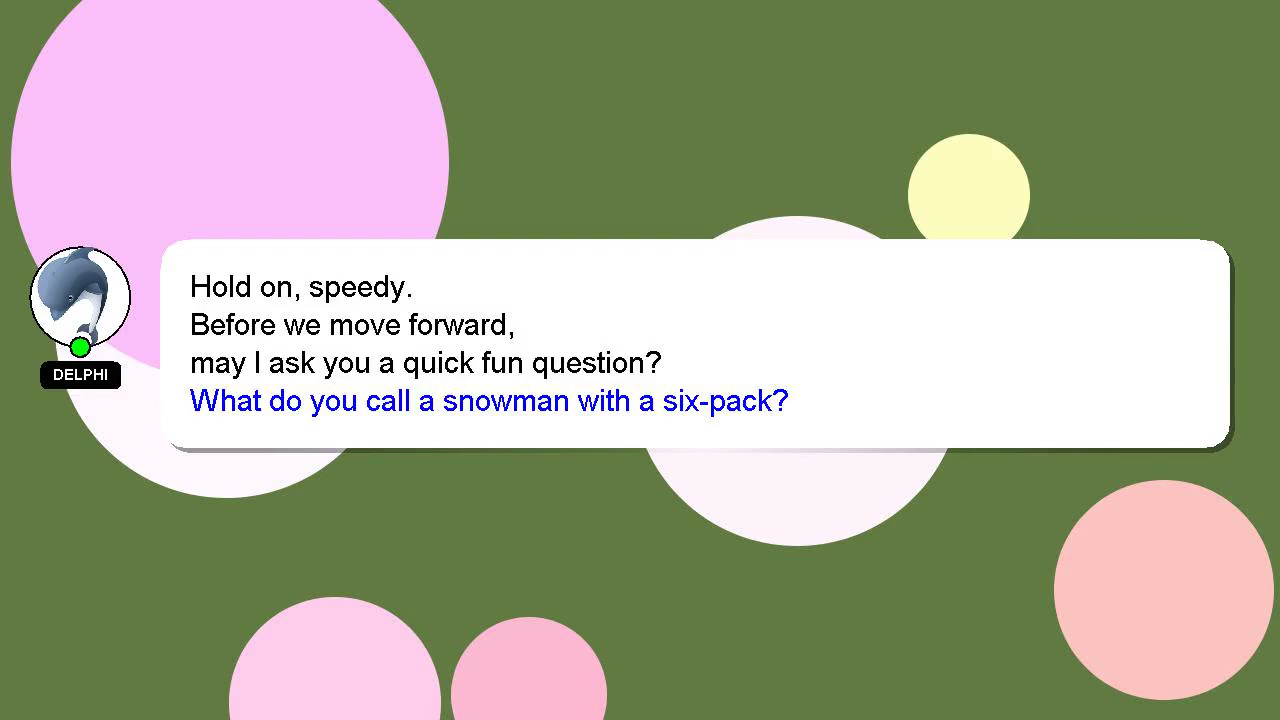 Hold on, speedy.
Before we move forward,
may I ask you a quick fun question?
What do you call a snowman with a six-pack?
DELPHI